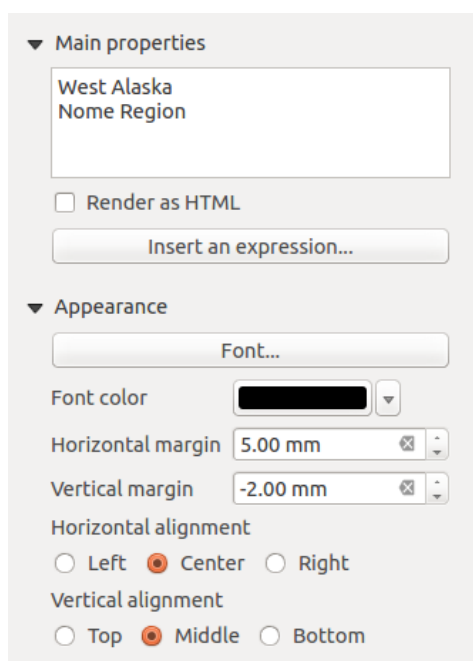 Main properties
West Alaska
Nome Region
Render as HTML
Insert an expression...
Appearance
Font...
Font color
Horizontal margin 5.00 mm
Vertical margin -2.00 mm
Horizontal alignment
Left Center Right
Vertical alignment
Top Middle Bottom